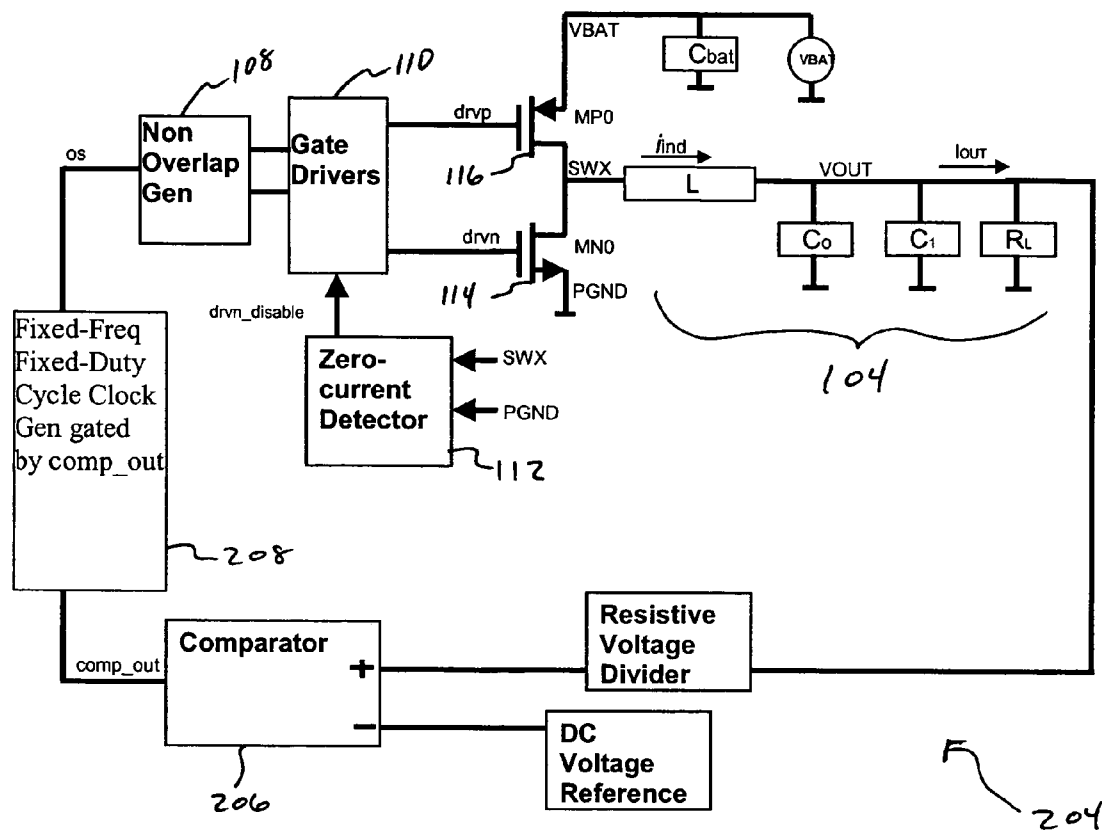 VBAT
Cbat
VBAT
108
110
Non
Overlap
Gen
os
Gate
Drivers
drvp
MP0
116
SWX
iind
L
VOUT
IOUT
drvn
MN0
114
PGND
Co
C1
RL
104
drvn_disable
Zero-
current
Detector
SWX
PGND
112
Fixed-Freq
Fixed-Duty
Cycle Clock
Gen gated
by comp_out
208
comp_out
Comparator
+
−
206
Resistive
Voltage
Divider
DC
Voltage
Reference
204